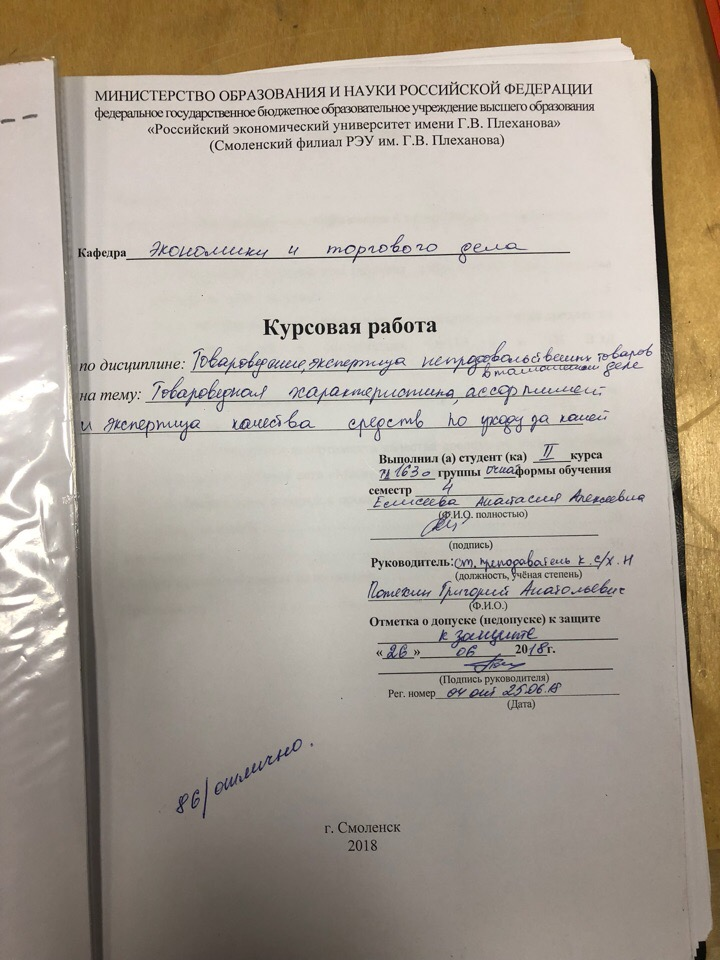 МИНИСТЕРСТВО ОБРАЗОВАНИЯ И НАУКИ РОССИЙСКОЙ ФЕДЕРАЦИИ
федеральное государственное бюджетное образовательное учреждение высшего образования
«Российский экономический университет имени Г.В. Плеханова»
(Смоленский филиал РЭУ им. Г.В. Плеханова)
Кафедра Экономики и торгового дела
Курсовая работа
по дисциплине: Товароведение, экспертиза непродовольственных товаров
в таможенном деле
на тему: Товароведная характеристика, ассортимент
и экспертиза качества средств по уходу за кожей
Выполнил (а) студент (ка) II курса
ТД 163 о группы очная формы обучения
семестр 4
Елисеева Анастасия Алексеевна
(Ф.И.О. полностью)
(подпись)
Руководитель: ст. преподаватель к.с/х.н
(должность, учёная степень)
Григорий Анатольевич
(Ф.И.О.)
Отметка о допуске (недопуске) к защите
к защите
« 26 » 06 2018 г.
(Подпись руководителя)
Рег. номер 04 от 25.06.18
(Дата)
86/отлично.
г. Смоленск
2018